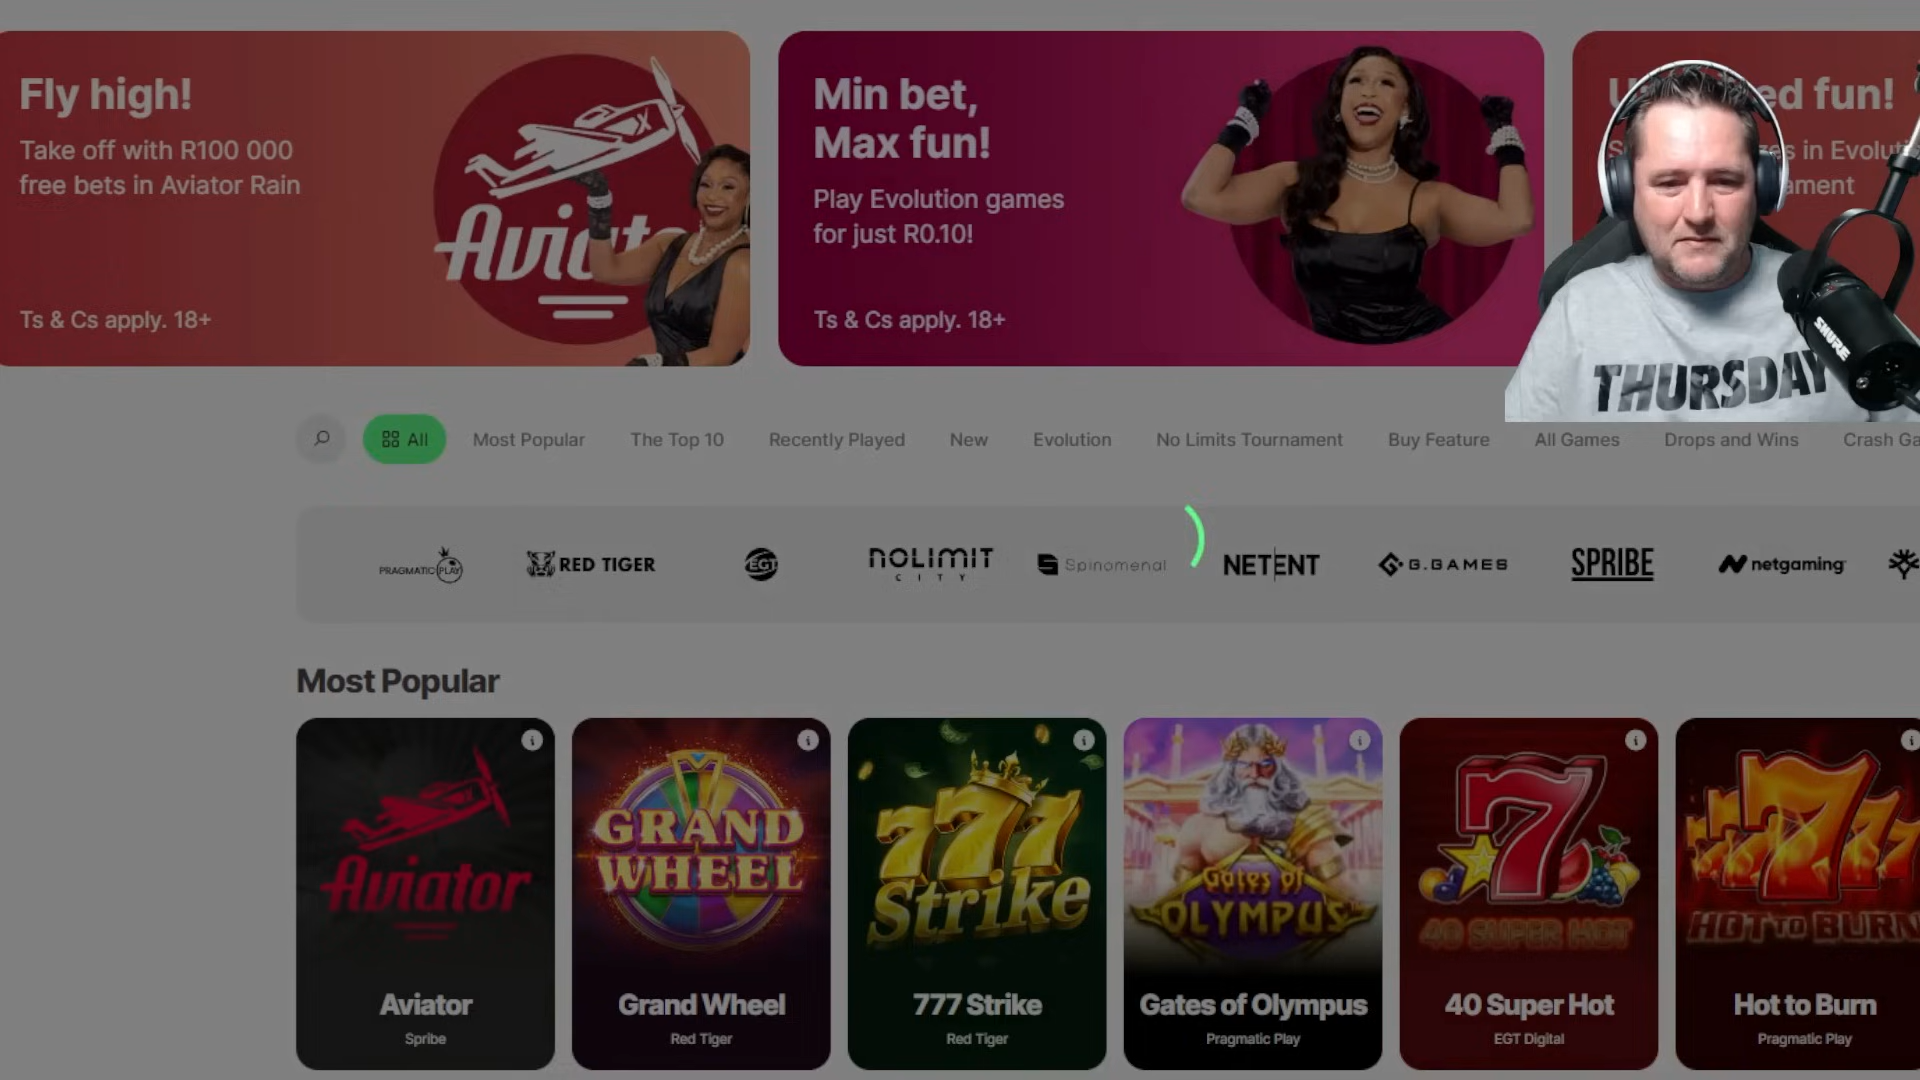 Fly high!
Take off with R100 000
free bets in Aviator Rain
Ts & Cs apply. 18+
Aviat
Min bet,
Max fun!
Play Evolution games
for just R0.10!
Ts & Cs apply. 18+
ed fun!
in Evoluti
ament
SHURE
THURSDAY
All
Most Popular
The Top 10
Recently Played
New
Evolution
No Limits Tournament
Buy Feature
All Games
Drops and Wins
Crash Ga
PRAGMATIC PLAY
RED TIGER
EGT
NOLIMIT
CITY
Spinomenal
NETENT
G.GAMES
SPRIBE
netgaming
Most Popular
Aviator
Aviator
Spribe
GRAND
WHEEL
Grand Wheel
Red Tiger
777
Strike
777 Strike
Red Tiger
Gates of
OLYMPUS
Gates of Olympus
Pragmatic Play
7
40 SUPER HOT
40 Super Hot
EGT Digital
HOT TO BURN
Hot to Burn
Pragmatic Play